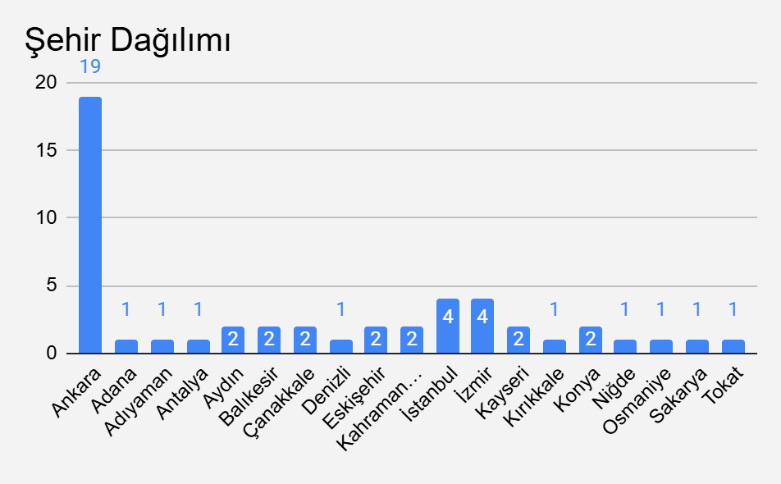 Şehir Dağılımı
19
20
15
10
5
0
1 1 1 2 2 2 1 2 2 4 4 2 1 2 1 1 1 1
Ankara
Adana
Adıyaman
Antalya
Aydın
Balıkesir
Çanakkale
Denizli
Eskişehir
Kahraman...
İstanbul
İzmir
Kayseri
Kırıkkale
Konya
Niğde
Osmaniye
Sakarya
Tokat